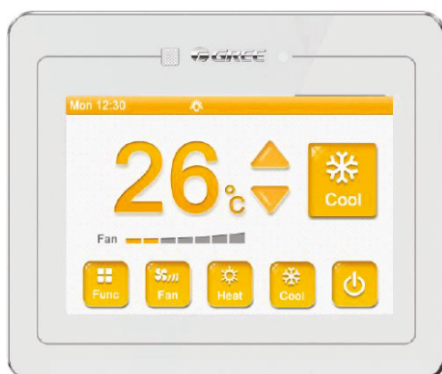 GREE
Mon 12:30
26
°C
Cool
Fan
Func
Fan
Heat
Cool